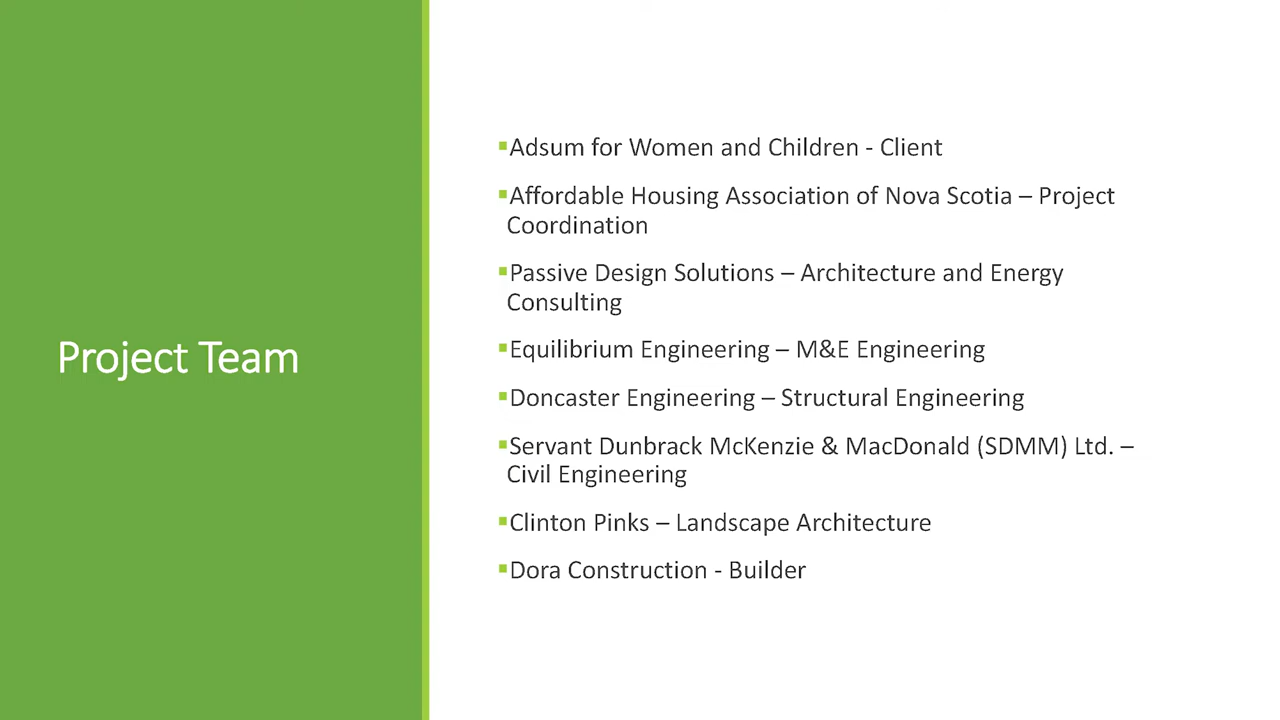 Project Team
▪Adsum for Women and Children - Client
▪Affordable Housing Association of Nova Scotia – Project
Coordination
▪Passive Design Solutions – Architecture and Energy
Consulting
▪Equilibrium Engineering – M&E Engineering
▪Doncaster Engineering – Structural Engineering
▪Servant Dunbrack McKenzie & MacDonald (SDMM) Ltd. –
Civil Engineering
▪Clinton Pinks – Landscape Architecture
▪Dora Construction - Builder